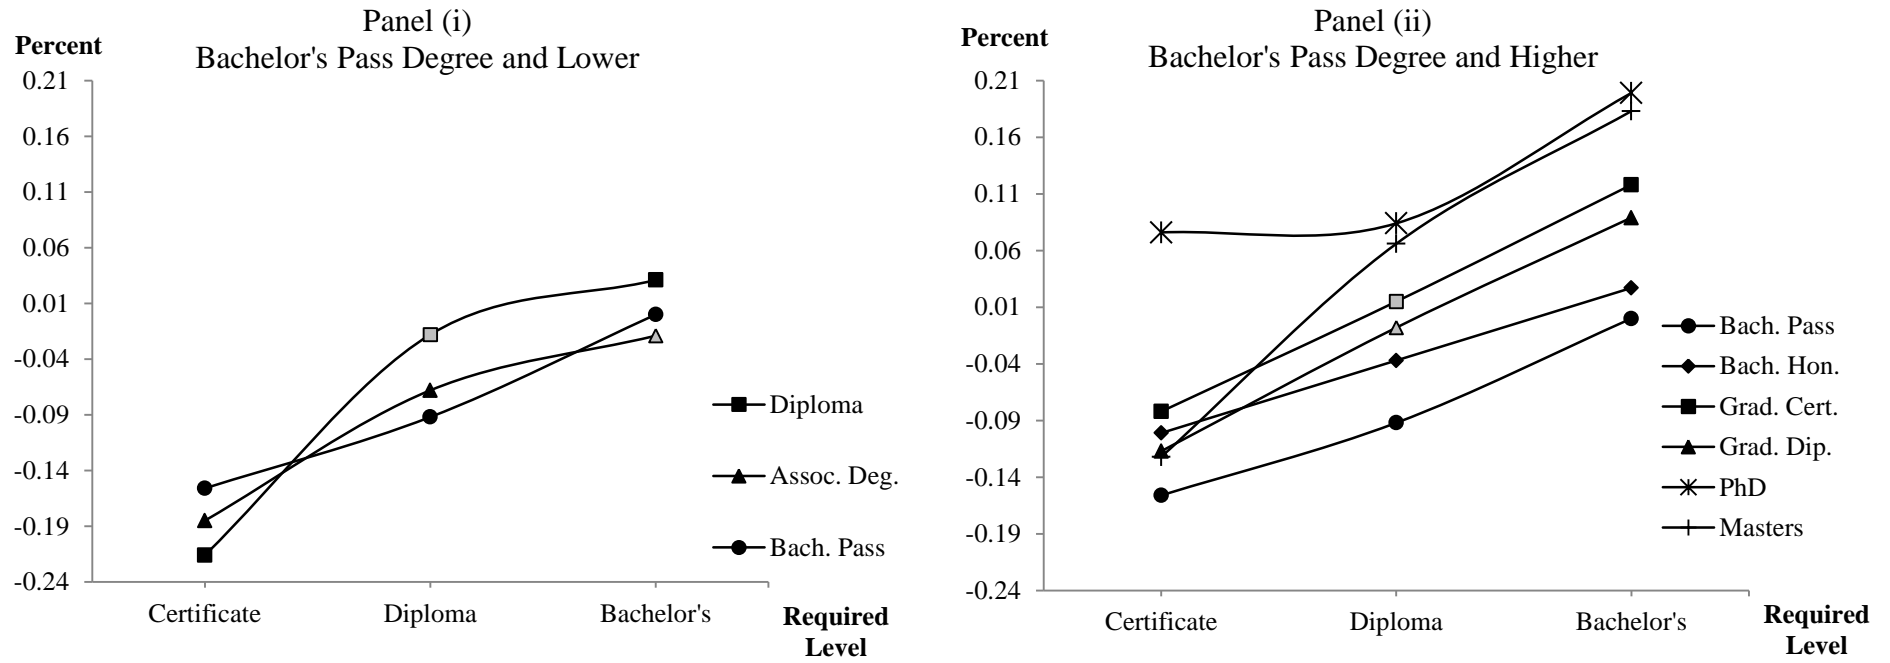 Panel (i)
Percent
Bachelor's Pass Degree and Lower
0.21
0.16
0.11
0.06
0.01
-0.04
-0.09
-0.14
-0.19
-0.24
Diploma
Assoc. Deg.
Bach. Pass
Certificate
Diploma
Bachelor's
Required
Level
Panel (ii)
Percent
Bachelor's Pass Degree and Higher
0.21
0.16
0.11
0.06
0.01
-0.04
-0.09
-0.14
-0.19
-0.24
Bach. Pass
Bach. Hon.
Grad. Cert.
Grad. Dip.
PhD
Masters
Certificate
Diploma
Bachelor's
Required
Level